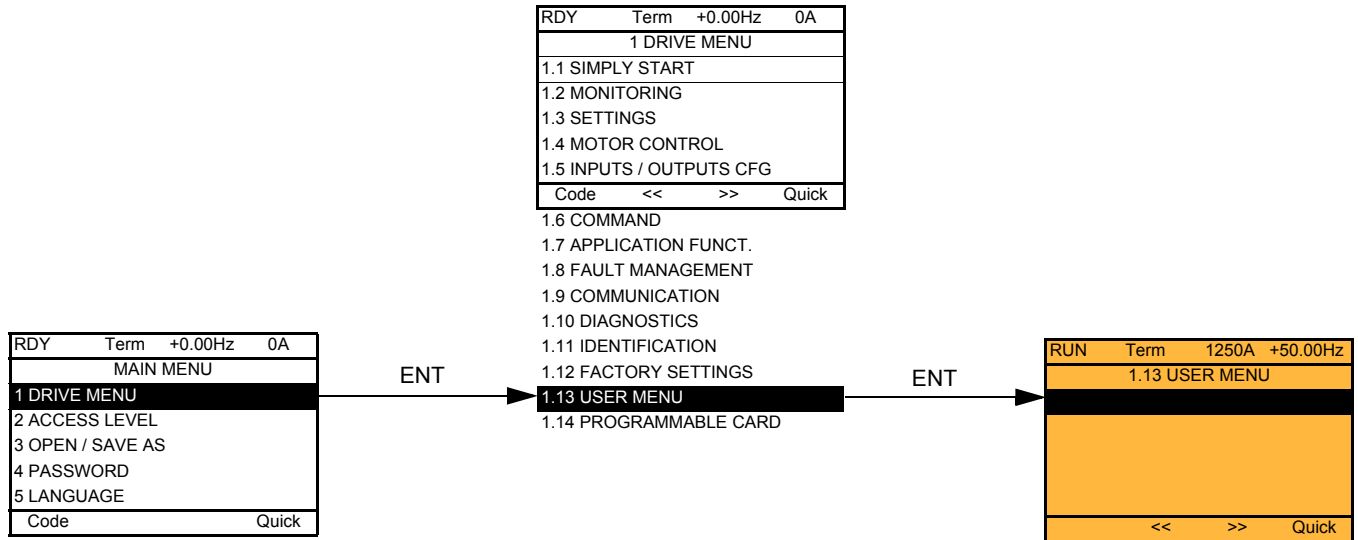 RDY Term +0.00Hz 0A
MAIN MENU
1 DRIVE MENU
2 ACCESS LEVEL
3 OPEN / SAVE AS
4 PASSWORD
5 LANGUAGE
Code Quick
ENT
RDY Term +0.00Hz 0A
1 DRIVE MENU
1.1 SIMPLY START
1.2 MONITORING
1.3 SETTINGS
1.4 MOTOR CONTROL
1.5 INPUTS / OUTPUTS CFG
Code << >> Quick
1.6 COMMAND
1.7 APPLICATION FUNCT.
1.8 FAULT MANAGEMENT
1.9 COMMUNICATION
1.10 DIAGNOSTICS
1.11 IDENTIFICATION
1.12 FACTORY SETTINGS
1.13 USER MENU
1.14 PROGRAMMABLE CARD
ENT
RUN Term 1250A +50.00Hz
1.13 USER MENU
<< >> Quick